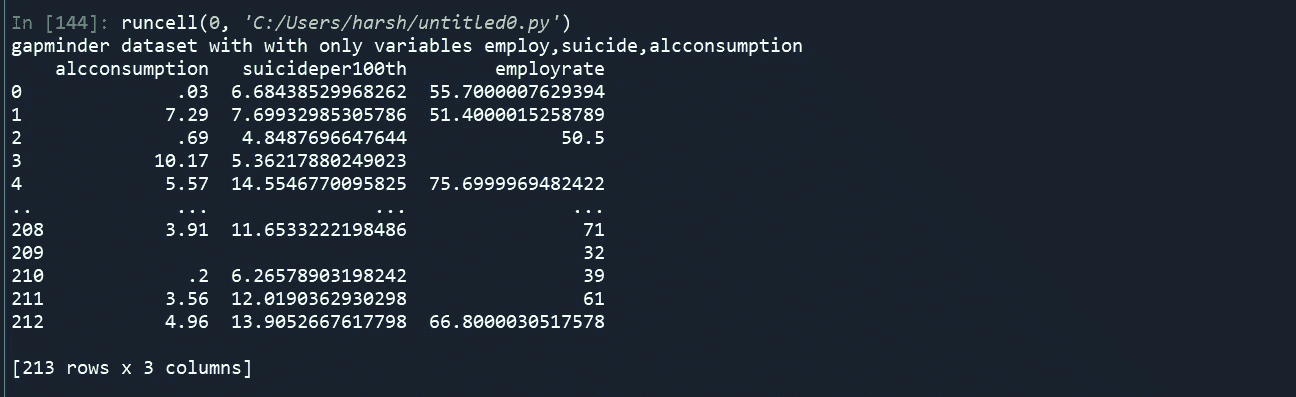 In [144]: runcell(0, 'C:/Users/harsh/untitled0.py')
gapminder dataset with with only variables employ,suicide,alcconsumption
    alcconsumption   suicideper100th        employrate
0              .03  6.68438529968262  55.7000007629394
1             7.29  7.69932985305786  51.4000015258789
2              .69   4.8487696647644              50.5
3            10.17  5.36217880249023
4             5.57  14.5546770095825  75.6999969482422
..             ...               ...               ...
208           3.91  11.6533222198486                71
209                                                 32
210             .2  6.26578903198242                39
211           3.56  12.0190362930298                61
212           4.96  13.9052667617798  66.8000030517578
[213 rows x 3 columns]